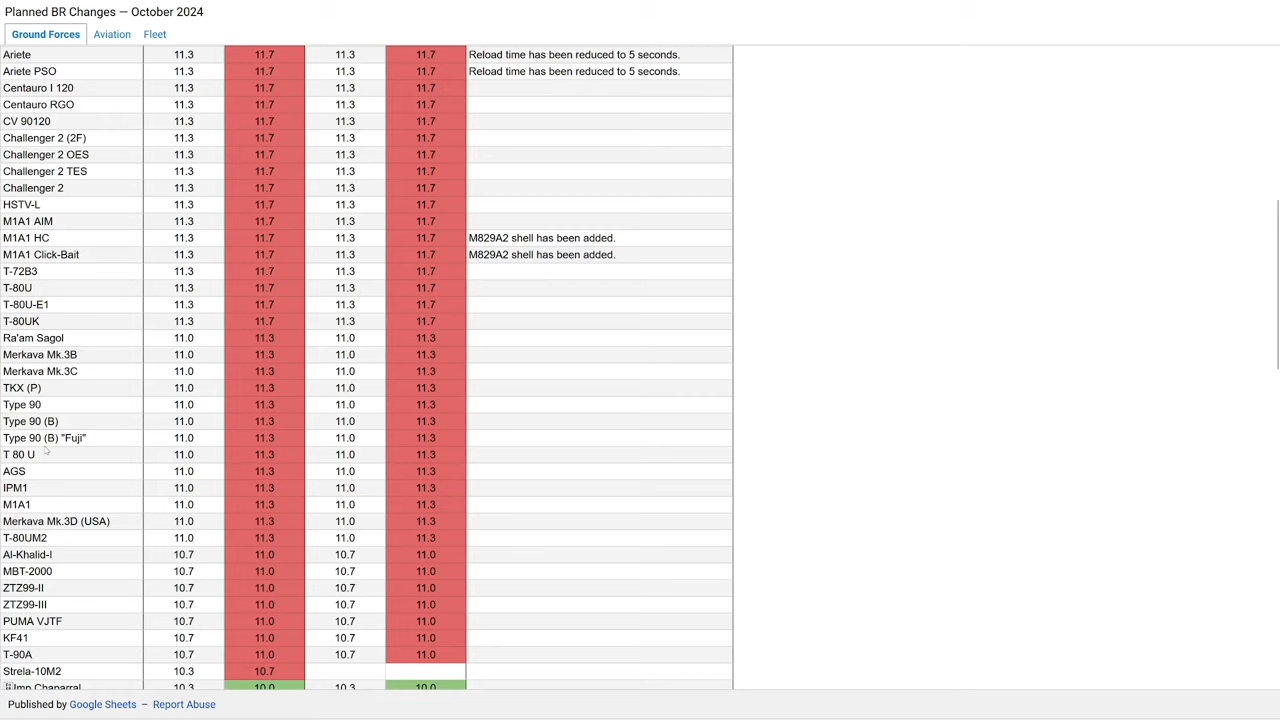 Planned BR Changes — October 2024
Ground Forces Aviation Fleet
Ariete 11.3 11.7 11.3 11.7 Reload time has been reduced to 5 seconds.
Ariete PSO 11.3 11.7 11.3 11.7 Reload time has been reduced to 5 seconds.
Centauro I 120 11.3 11.7 11.3 11.7
Centauro RGO 11.3 11.7 11.3 11.7
CV 90120 11.3 11.7 11.3 11.7
Challenger 2 (2F) 11.3 11.7 11.3 11.7
Challenger 2 OES 11.3 11.7 11.3 11.7
Challenger 2 TES 11.3 11.7 11.3 11.7
Challenger 2 11.3 11.7 11.3 11.7
HSTV-L 11.3 11.7 11.3 11.7
M1A1 AIM 11.3 11.7 11.3 11.7
M1A1 HC 11.3 11.7 11.3 11.7 M829A2 shell has been added.
M1A1 Click-Bait 11.3 11.7 11.3 11.7 M829A2 shell has been added.
T-72B3 11.3 11.7 11.3 11.7
T-80U 11.3 11.7 11.3 11.7
T-80U-E1 11.3 11.7 11.3 11.7
T-80UK 11.3 11.7 11.3 11.7
Ra'am Sagol 11.0 11.3 11.0 11.3
Merkava Mk.3B 11.0 11.3 11.0 11.3
Merkava Mk.3C 11.0 11.3 11.0 11.3
TKX (P) 11.0 11.3 11.0 11.3
Type 90 11.0 11.3 11.0 11.3
Type 90 (B) 11.0 11.3 11.0 11.3
Type 90 (B) "Fuji" 11.0 11.3 11.0 11.3
T 80 U 11.0 11.3 11.0 11.3
AGS 11.0 11.3 11.0 11.3
IPM1 11.0 11.3 11.0 11.3
M1A1 11.0 11.3 11.0 11.3
Merkava Mk.3D (USA) 11.0 11.3 11.0 11.3
T-80UM2 11.0 11.3 11.0 11.3
Al-Khalid-I 10.7 11.0 10.7 11.0
MBT-2000 10.7 11.0 10.7 11.0
ZTZ99-II 10.7 11.0 10.7 11.0
ZTZ99-III 10.7 11.0 10.7 11.0
PUMA VJTF 10.7 11.0 10.7 11.0
KF41 10.7 11.0 10.7 11.0
T-90A 10.7 11.0 10.7 11.0
Strela-10M2 10.3 10.7
Imp.Chaparral 10.3 10.0 10.3 10.0
Published by Google Sheets – Report Abuse